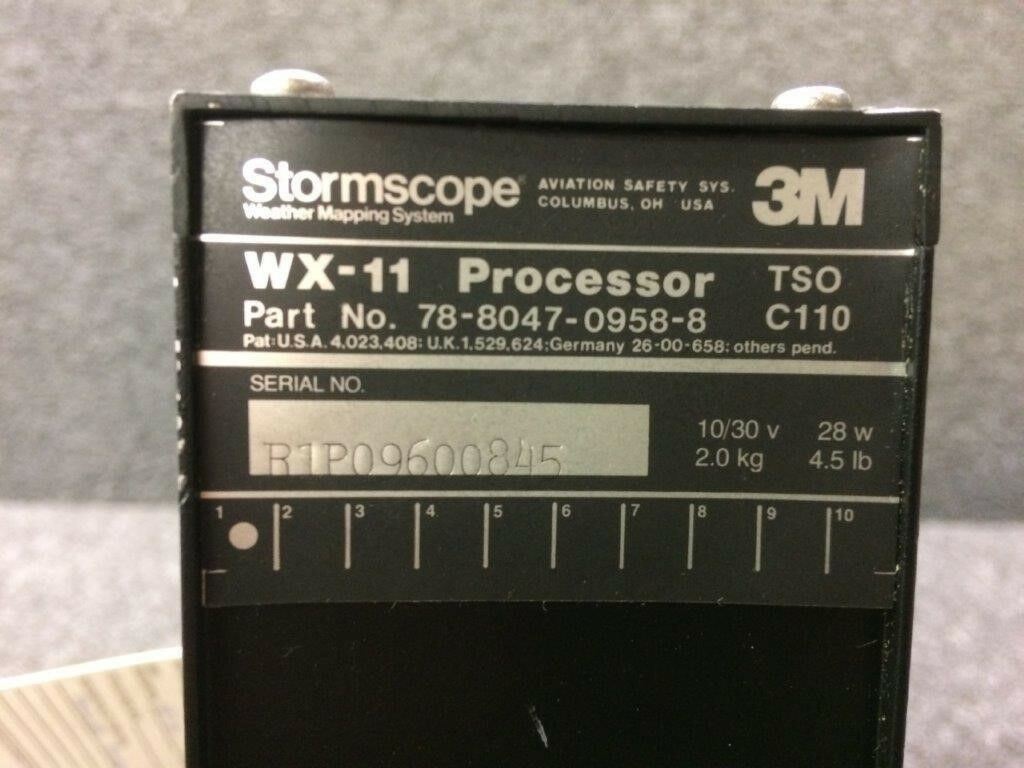 Stormscope® AVIATION SAFETY SYS. 3M
Weather Mapping System COLUMBUS, OH USA
WX-11 Processor TSO
Part No. 78-8047-0958-8 C110
Pat:U.S.A. 4,023,408: U.K.1,529,624;Germany 26-00-658: others pend.
SERIAL NO.
R1P09600845
10/30 v 28 w
2.0 kg 4.5 lb
1 2 3 4 5 6 7 8 9 10